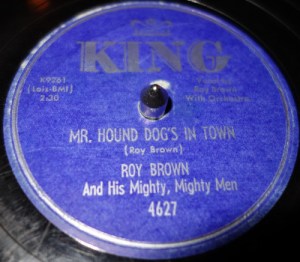 KING
K9261
(Lois-BMI)
2:30
Vocal by
Roy Brown
With Orchestra
MR. HOUND DOG'S IN TOWN
(Roy Brown)
ROY BROWN
And His Mighty, Mighty Men
4627